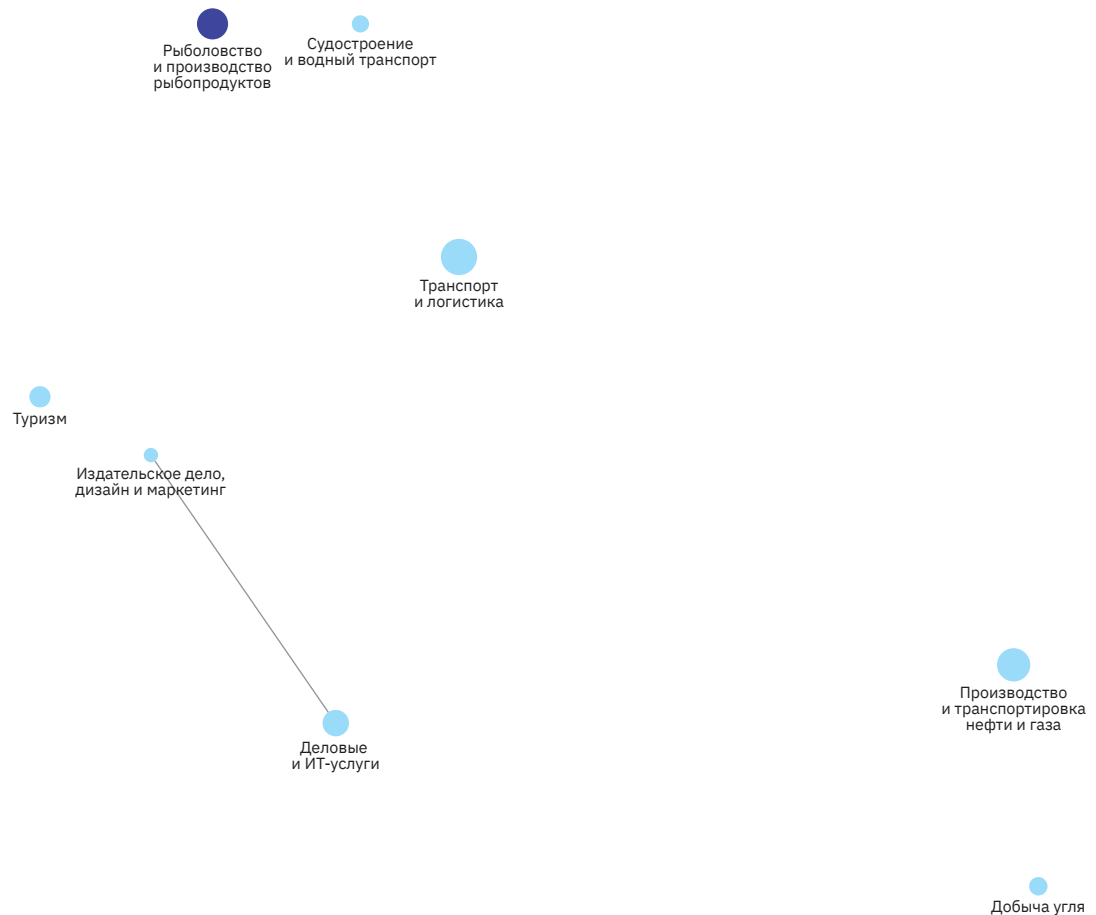 Рыболовство
и производство
рыбопродуктов
Судостроение
и водный транспорт
Транспорт
и логистика
Туризм
Издательское дело,
дизайн и маркетинг
Производство
и транспортировка
нефти и газа
Деловые
и ИТ-услуги
Добыча угля